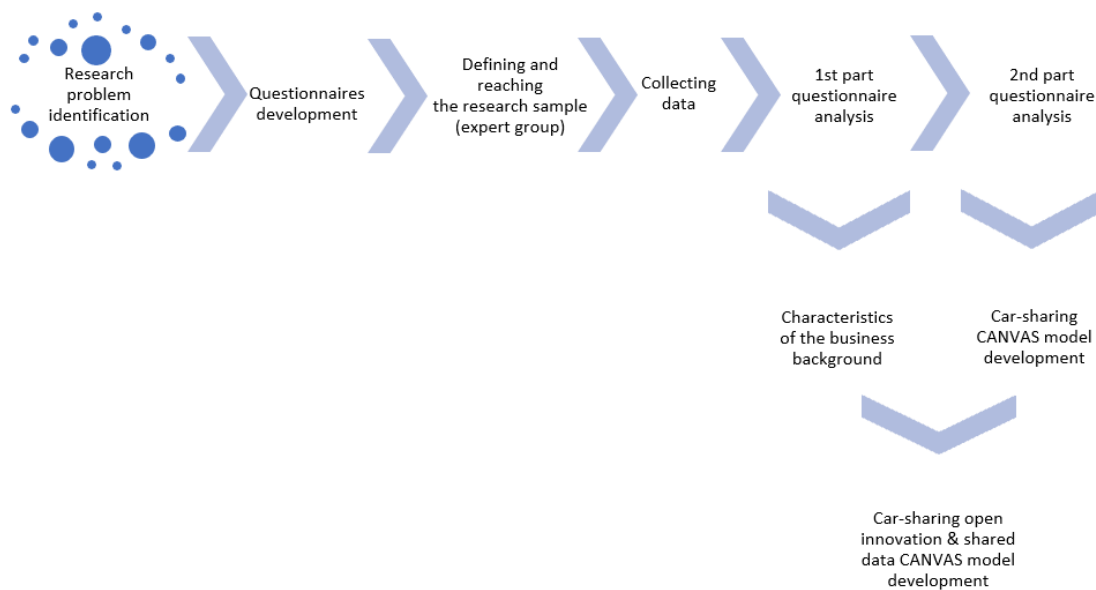 Research
problem
identification
Questionnaires
development
Defining and
reaching
the research sample
(expert group)
Collecting
data
1st part
questionnaire
analysis
2nd part
questionnaire
analysis
Characteristics
of the business
background
Car-sharing
CANVAS model
development
Car-sharing open
innovation & shared
data CANVAS model
development